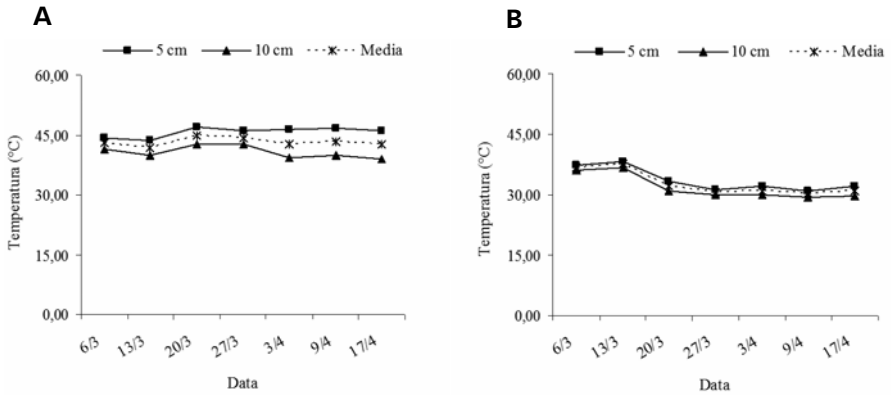 A
5 cm 10 cm Media
60,00
45,00
30,00
15,00
0,00
Temperatura (°C)
6/3 13/3 20/3 27/3 3/4 9/4 17/4
Data
B
5 cm 10 cm Media
60,00
45,00
30,00
15,00
0,00
Temperatura (°C)
6/3 13/3 20/3 27/3 3/4 9/4 17/4
Data